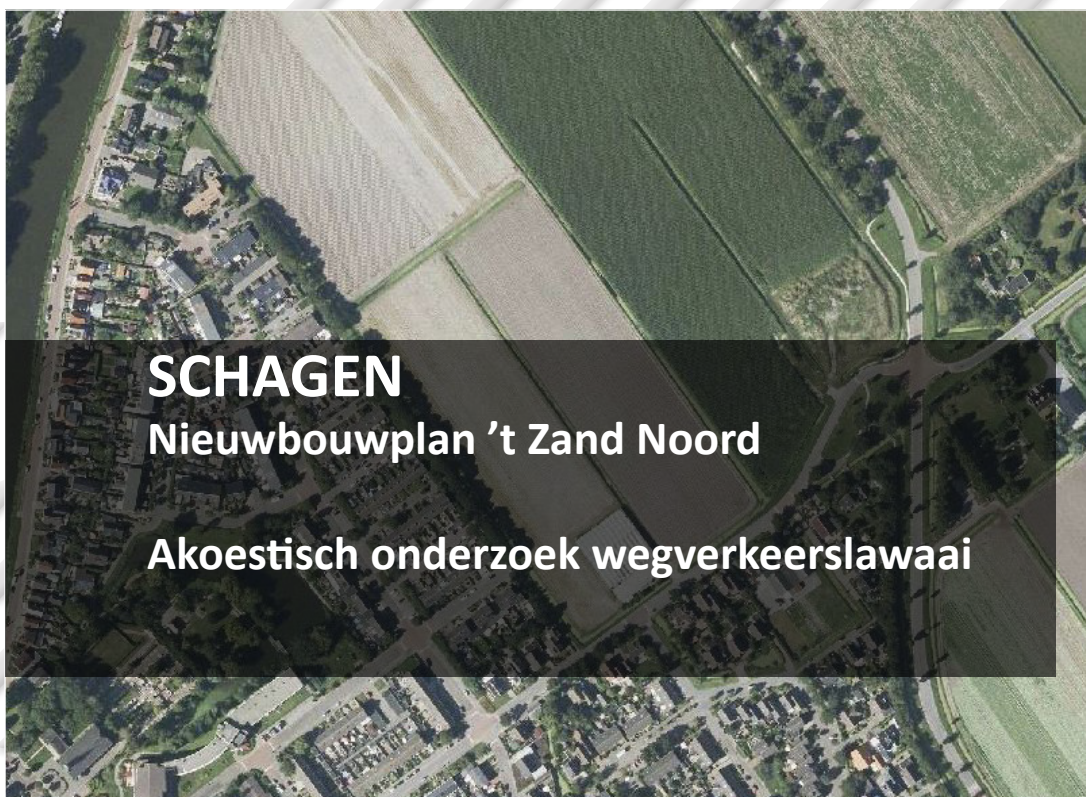 SCHAGEN
Nieuwbouwplan ’t Zand Noord
Akoestisch onderzoek wegverkeerslawaai